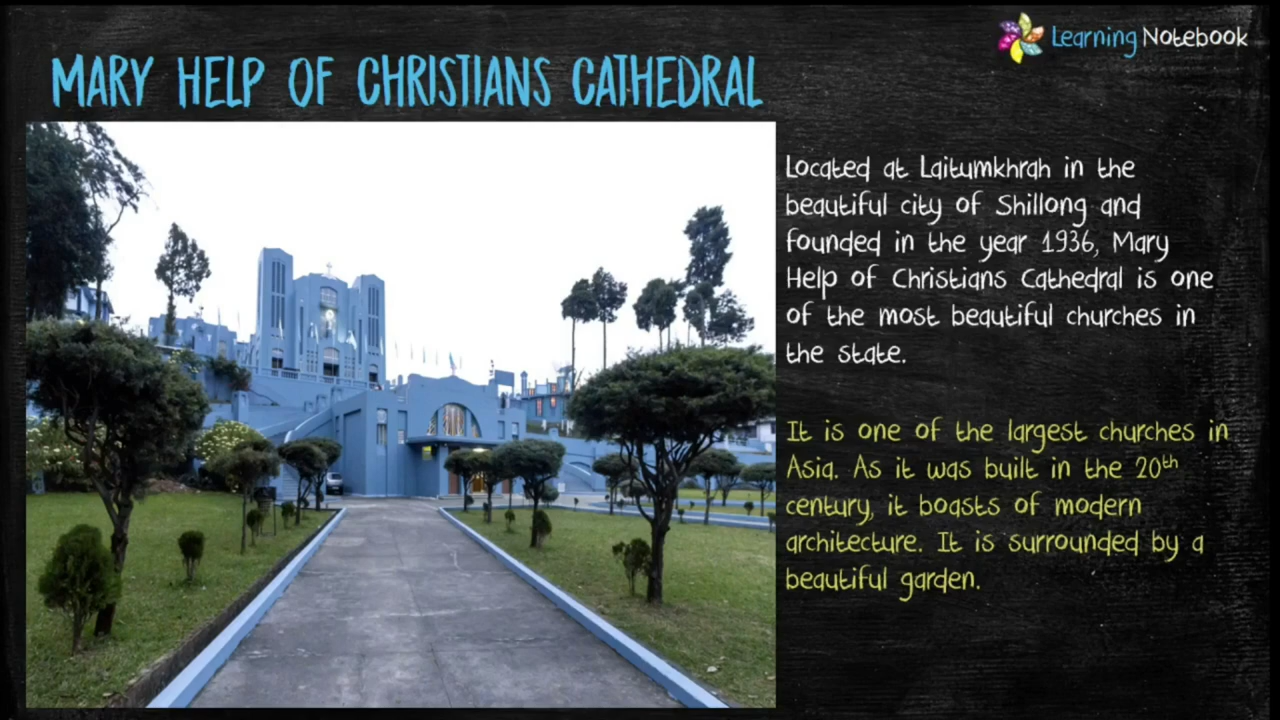 Learning Notebook
MARY HELP OF CHRISTIANS CATHEDRAL
Located at Laitumkhrah in the
beautiful city of Shillong and
founded in the year 1936, Mary
Help of Christians Cathedral is one
of the most beautiful churches in
the state.
It is one of the largest churches in
Asia. As it was built in the 20th
century, it boasts of modern
architecture. It is surrounded by a
beautiful garden.